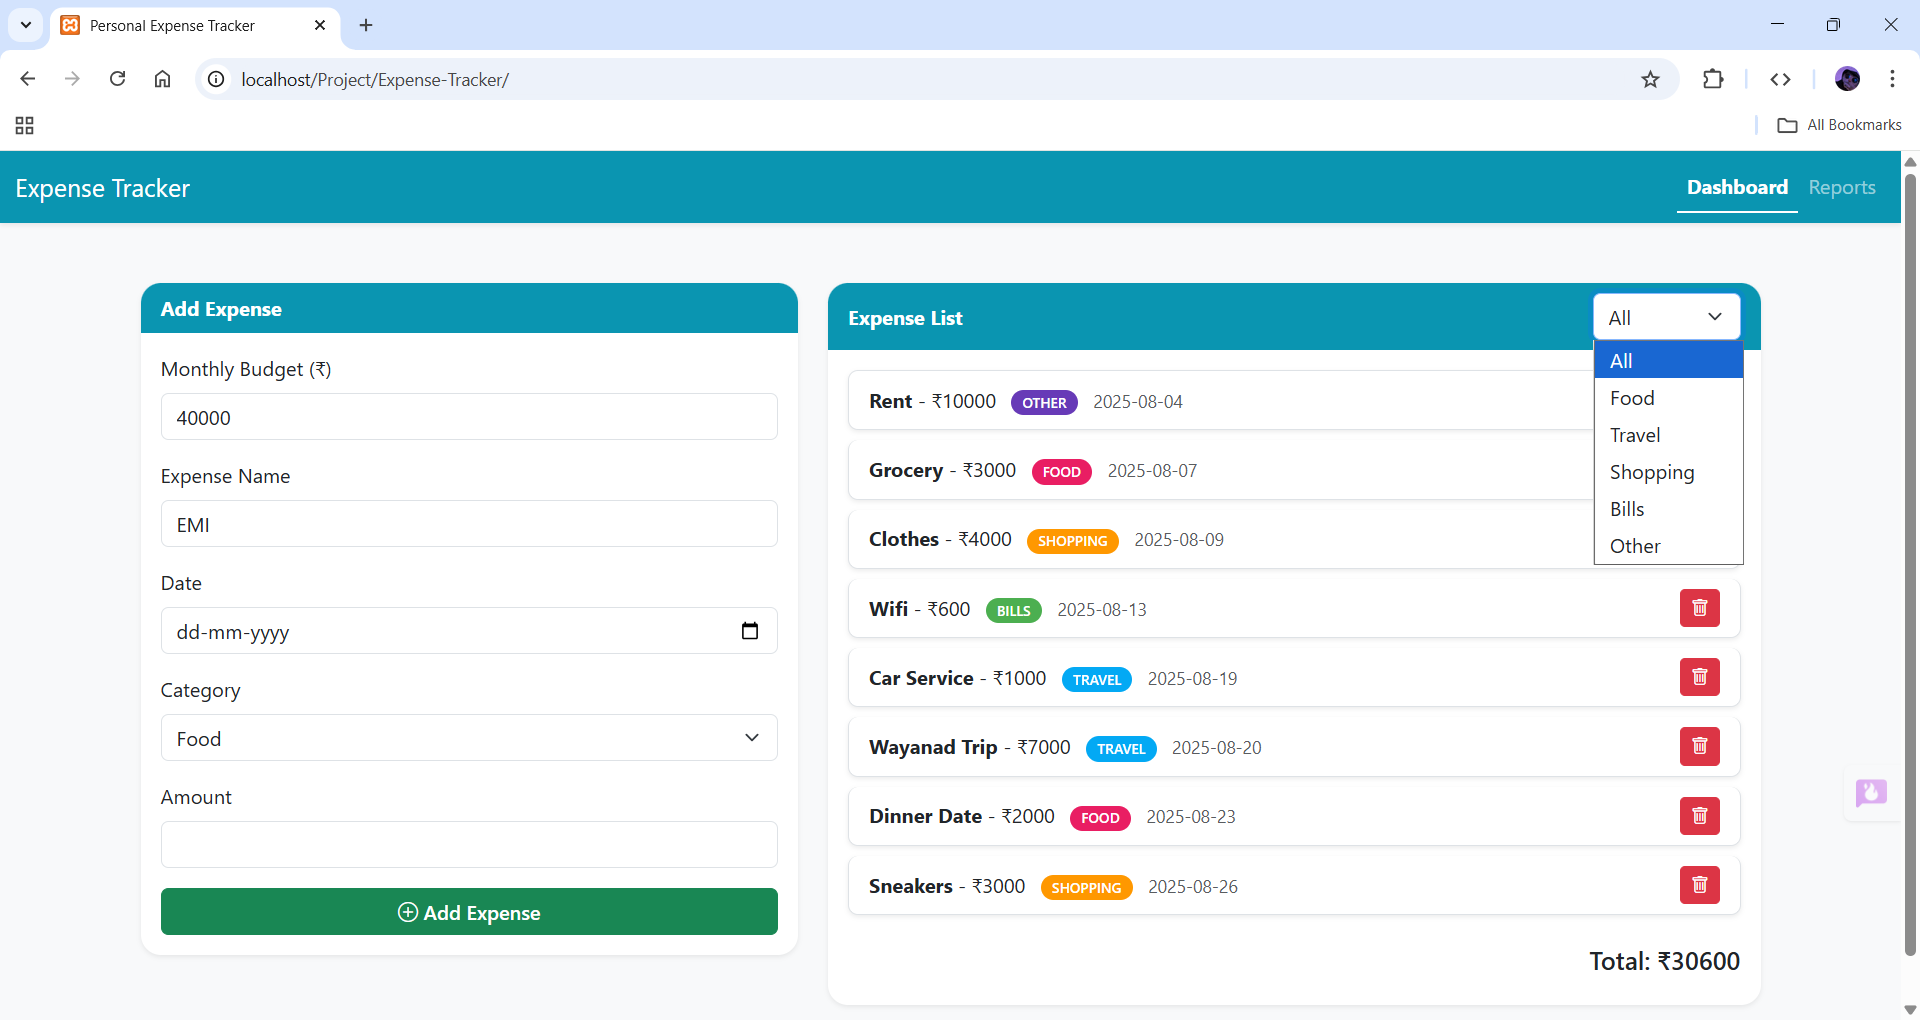 Personal Expense Tracker
localhost/Project/Expense-Tracker/
All Bookmarks
Expense Tracker
Dashboard
Reports
Add Expense
Monthly Budget (₹)
40000
Expense Name
EMI
Date
dd-mm-yyyy
Category
Food
Amount
Add Expense
Expense List
All
All
Food
Travel
Shopping
Bills
Other
Rent - ₹10000 OTHER 2025-08-04
Grocery - ₹3000 FOOD 2025-08-07
Clothes - ₹4000 SHOPPING 2025-08-09
Wifi - ₹600 BILLS 2025-08-13
Car Service - ₹1000 TRAVEL 2025-08-19
Wayanad Trip - ₹7000 TRAVEL 2025-08-20
Dinner Date - ₹2000 FOOD 2025-08-23
Sneakers - ₹3000 SHOPPING 2025-08-26
Total: ₹30600